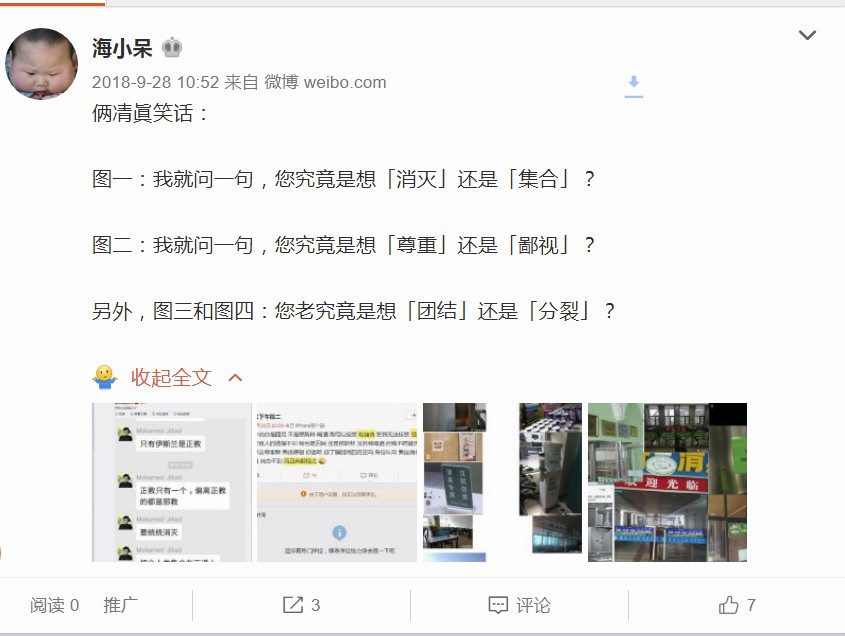 海小呆
2018-9-28 10:52 来自 微博 weibo.com
俩凊眞笑话：
图一：我就问一句，您究竟是想「消灭」还是「集合」？
图二：我就问一句，您究竟是想「尊重」还是「鄙视」？
另外，图三和图四：您老究竟是想「团结」还是「分裂」？
收起全文
Mohamed Jihad
只有伊斯兰是正教
Mohamed Jihad
正教只有一个，偏离正教
的都是邪教
Mohamed Jihad
要统统消灭
Mohamed Jihad
欢迎光临
阅读 0 推广
3
评论
7